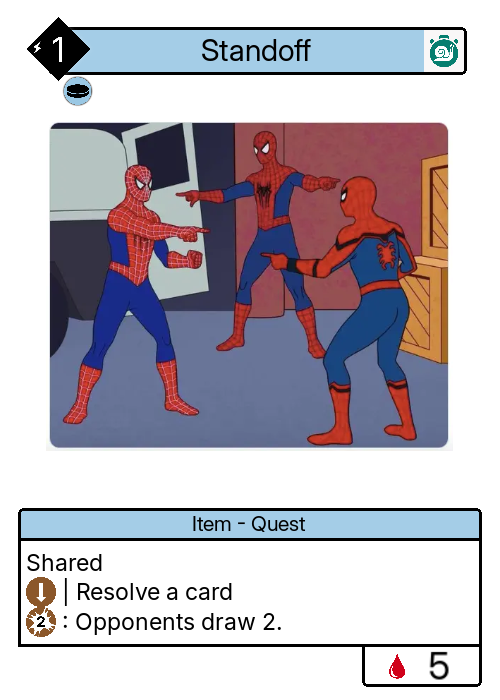 1
Standoff
Item - Quest
Shared
| Resolve a card
2 : Opponents draw 2.
5